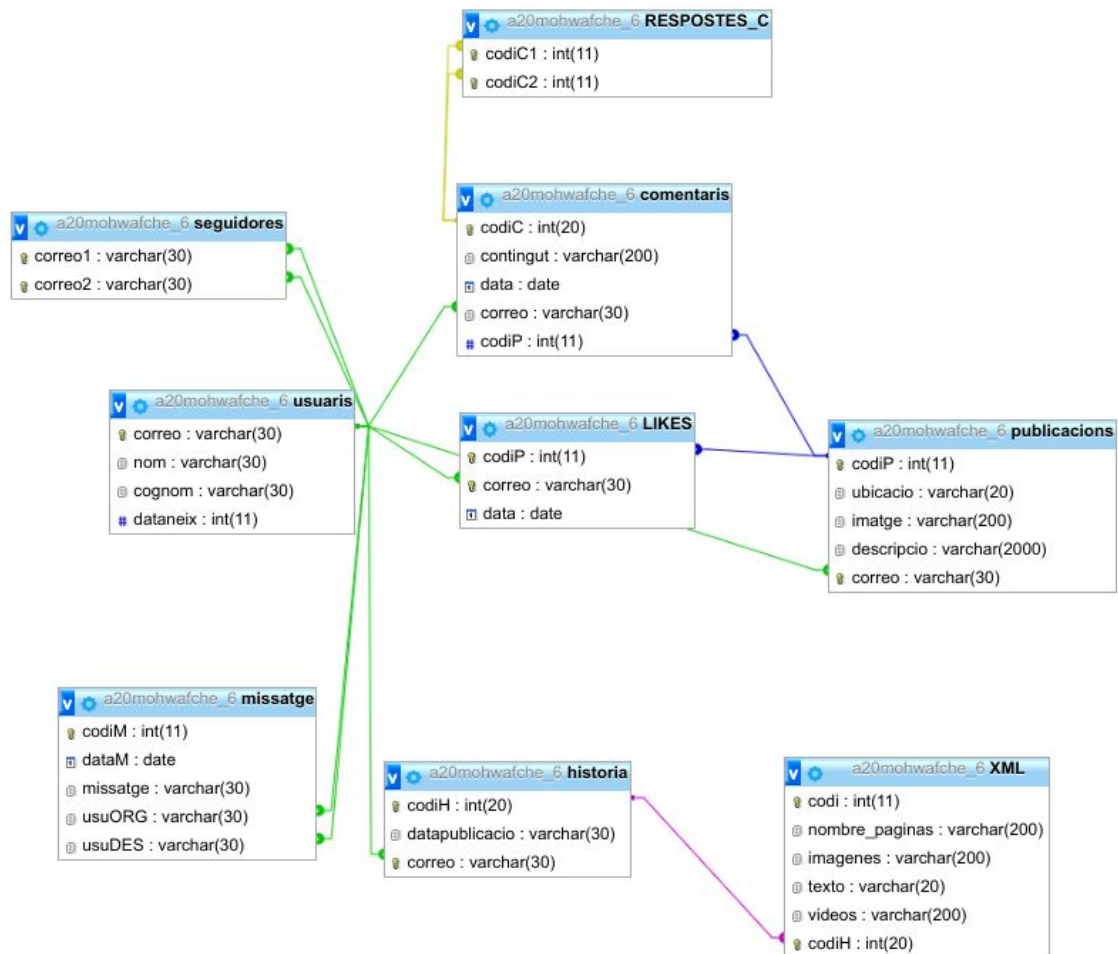 a20mohwafche_6 RESPOSTES_C
codiC1 : int(11)
codiC2 : int(11)
a20mohwafche_6 comentaris
codiC : int(20)
contingut : varchar(200)
data : date
correo : varchar(30)
codiP : int(11)
a20mohwafche_6 seguidores
correo1 : varchar(30)
correo2 : varchar(30)
a20mohwafche_6 usuaris
correo : varchar(30)
nom : varchar(30)
cognom : varchar(30)
dataneix : int(11)
a20mohwafche_6 LIKES
codiP : int(11)
correo : varchar(30)
data : date
a20mohwafche_6 publicacions
codiP : int(11)
ubicacio : varchar(20)
imatge : varchar(200)
descripcio : varchar(2000)
correo : varchar(30)
a20mohwafche_6 missatge
codiM : int(11)
dataM : date
missatge : varchar(30)
usuORG : varchar(30)
usuDES : varchar(30)
a20mohwafche_6 historia
codiH : int(20)
datapublicacio : varchar(30)
correo : varchar(30)
a20mohwafche_6 XML
codi : int(11)
nombre_paginas : varchar(200)
imagenes : varchar(200)
texto : varchar(20)
videos : varchar(200)
codiH : int(20)